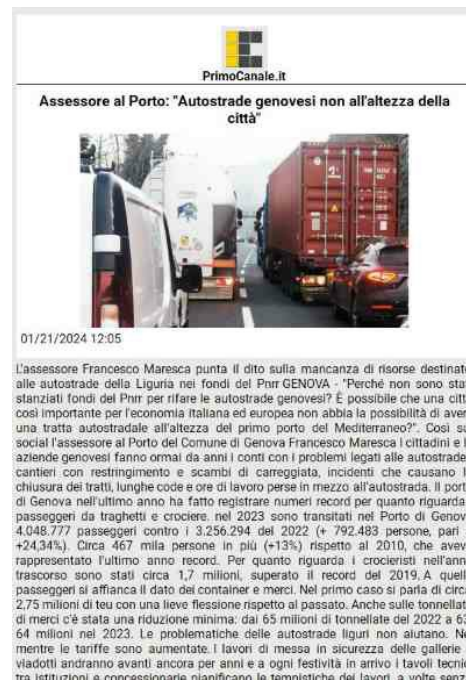 PrimoCanale.it
Assessore al Porto: "Autostrade genovesi non all'altezza della
città"
01/21/2024 12:05
L'assessore Francesco Maresca punta il dito sulla mancanza di risorse destinate
alle autostrade della Liguria nei fondi del Pnrr GENOVA - "Perché non sono stati
stanziati fondi del Pnrr per rifare le autostrade genovesi? È possibile che una città
così importante per l'economia italiana ed europea non abbia la possibilità di avere
una tratta autostradale all'altezza del primo porto del Mediterraneo?". Così sui
social l'assessore al Porto del Comune di Genova Francesco Maresca I cittadini e l
aziende genovesi fanno ormai da anni i conti con i problemi legati alle autostrade,
cantieri con restringimento e scambi di carreggiata, incidenti che causano l
chiusura dei tratti, lunghe code e ore di lavoro perse in mezzo all'autostrada. Il porto
di Genova nell'ultimo anno ha fatto registrare numeri record per quanto riguarda
passeggeri da traghetti e crociere. nel 2023 sono transitati nel Porto di Genova
4.048.777 passeggeri contro i 3.256.294 del 2022 (+ 792.483 persone, pari
+24,34%). Circa 467 mila persone in più (+13%) rispetto al 2010, che aveva
rappresentato l'ultimo anno record. Per quanto riguarda i crocieristi nell'anno
trascorso sono stati circa 1,7 milioni, superato il record del 2019. A quello
passeggeri si affianca il dato dei container e merci. Nel primo caso si parla di circa
2,75 milioni di teu con una lieve flessione rispetto al passato. Anche sulle tonnellate
di merci c'è stata una riduzione minima: dai 65 milioni di tonnellate del 2022 a 63
64 milioni nel 2023. Le problematiche delle autostrade liguri non aiutano. Nel
mentre le tariffe sono aumentate. I lavori di messa in sicurezza delle gallerie
viadotti andranno avanti ancora per anni e a ogni festività in arrivo i tavoli tecnici
tra istituzioni e concessionarie pianificano le tempistiche dei lavori, a volte senza